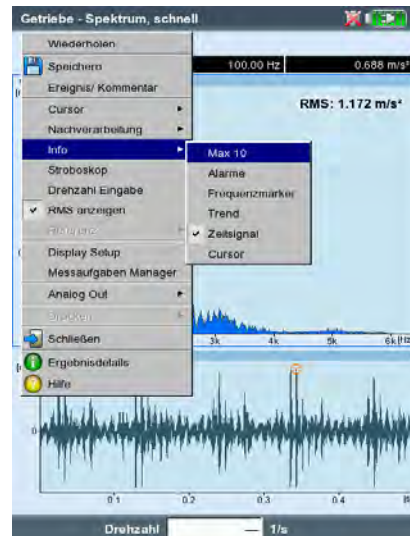 Getriebe - Spektrum, schnell
Wiederholen
Speichern
100.00 Hz 0.688 m/s²
Ereignis/ Kommentar
RMS: 1.172 m/s²
Cursor
Nachverarbeitung
Info
Max 10
Stroboskop
Alarme
Drehzahl Eingabe
Frequenzmarker
RMS anzeigen
Trend
Referenz
Zeitsignal
Display Setup
Cursor
Messaufgaben Manager
Analog Out
Drucken
Schließen
3k 4k 5k 6k
Ergebnisdetails
Hilfe
0
0.1 0.2 0.3 0.4
Drehzahl — 1/s